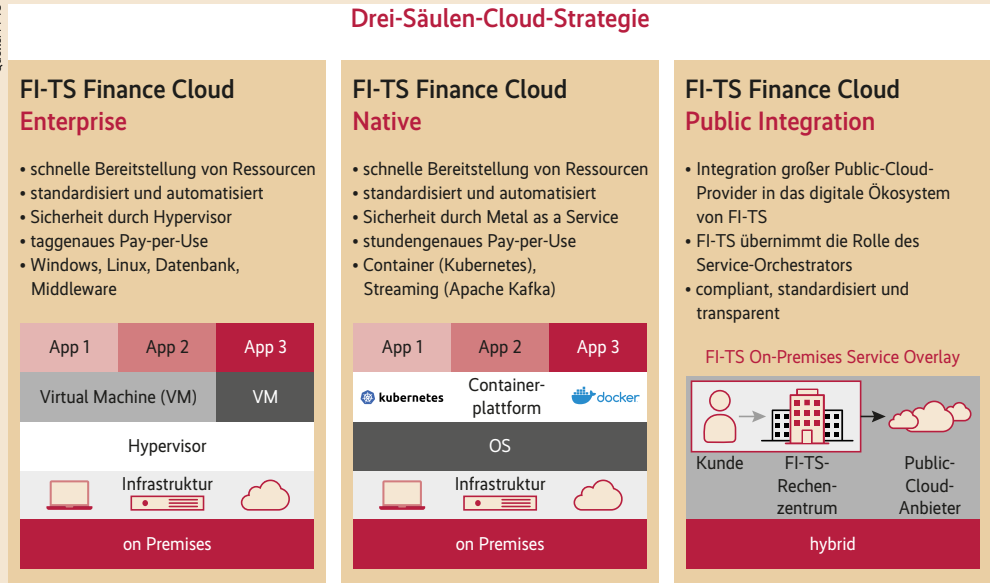 Drei-Säulen-Cloud-Strategie
FI-TS Finance Cloud
Enterprise
• schnelle Bereitstellung von Ressourcen
• standardisiert und automatisiert
• Sicherheit durch Hypervisor
• taggenaues Pay-per-Use
• Windows, Linux, Datenbank,
Middleware
App 1 App 2 App 3
Virtual Machine (VM) VM
Hypervisor
Infrastruktur
on Premises
FI-TS Finance Cloud
Native
• schnelle Bereitstellung von Ressourcen
• standardisiert und automatisiert
• Sicherheit durch Metal as a Service
• stundengenaues Pay-per-Use
• Container (Kubernetes),
Streaming (Apache Kafka)
App 1 App 2 App 3
kubernetes Container-
plattform docker
OS
Infrastruktur
on Premises
FI-TS Finance Cloud
Public Integration
• Integration großer Public-Cloud-
Provider in das digitale Ökosystem
von FI-TS
• FI-TS übernimmt die Rolle des
Service-Orchestrators
• compliant, standardisiert und
transparent
FI-TS On-Premises Service Overlay
Kunde
FI-TS-
Rechen-
zentrum
Public-
Cloud-
Anbieter
hybrid